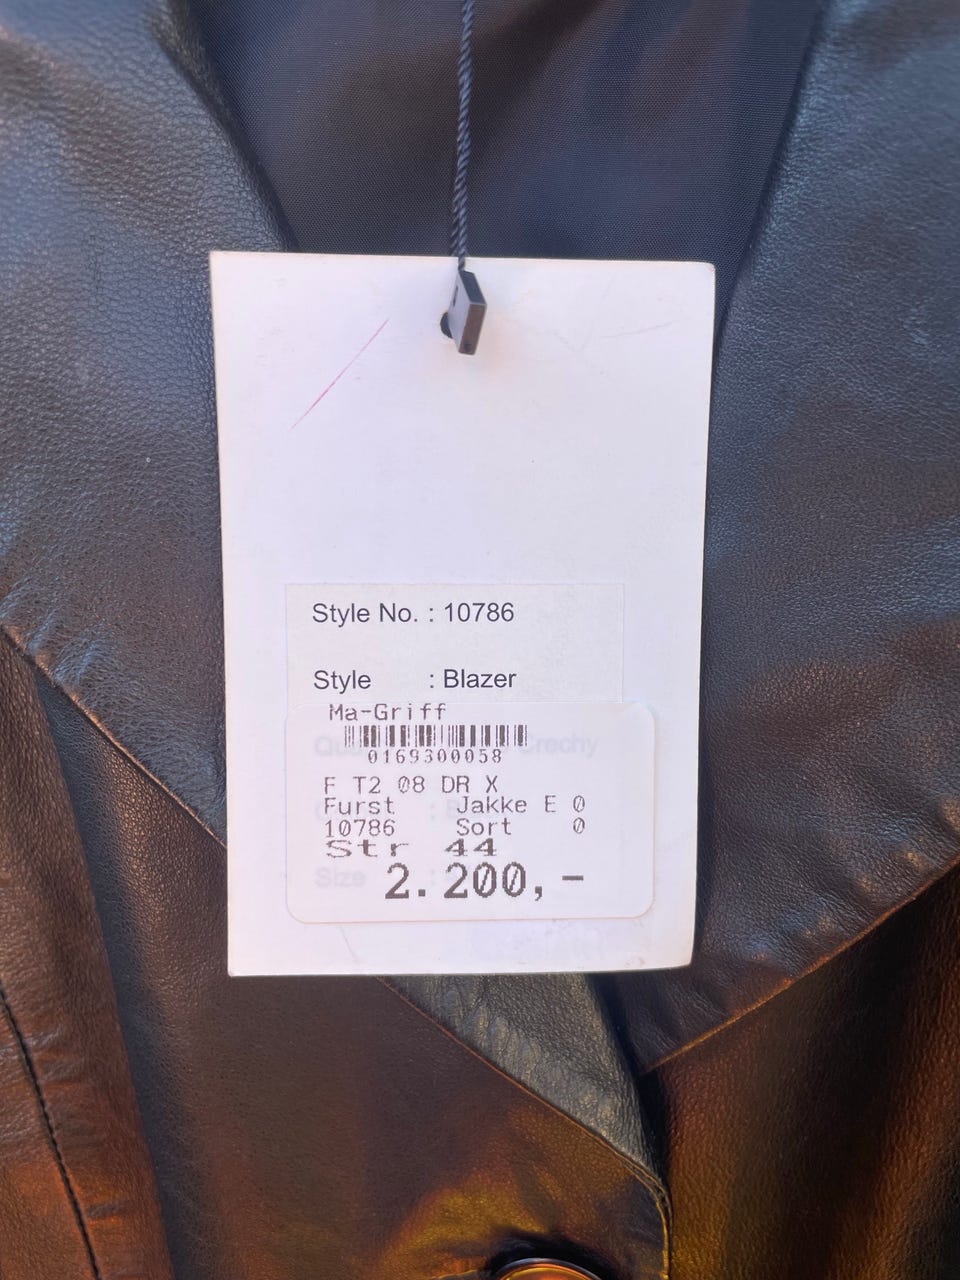 Style No. : 10786
Style : Blazer
Ma-Griff
0169300058
F T2 08 DR X
Furst Jakke E 0
10786 Sort 0
Str 44
Size
2.200,-